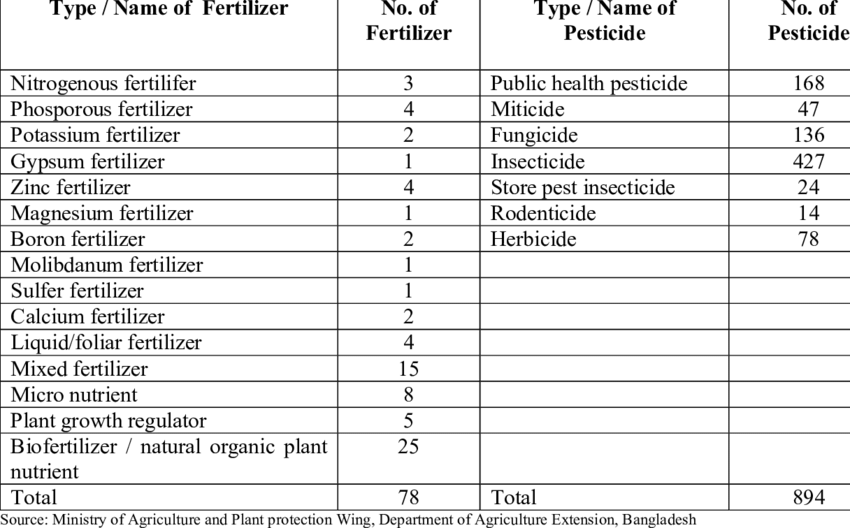 Type / Name of Fertilizer No. of Type / Name of No. of
Fertilizer Pesticide Pesticide
Nitrogenous fertilifer 3 Public health pesticide 168
Phosporous fertilizer 4 Miticide 47
Potassium fertilizer 2 Fungicide 136
Gypsum fertilizer 1 Insecticide 427
Zinc fertilizer 4 Store pest insecticide 24
Magnesium fertilizer 1 Rodenticide 14
Boron fertilizer 2 Herbicide 78
Molibdanum fertilizer 1
Sulfer fertilizer 1
Calcium fertilizer 2
Liquid/foliar fertilizer 4
Mixed fertilizer 15
Micro nutrient 8
Plant growth regulator 5
Biofertilizer / natural organic plant 25
nutrient
Total 78 Total 894
Source: Ministry of Agriculture and Plant protection Wing, Department of Agriculture Extension, Bangladesh